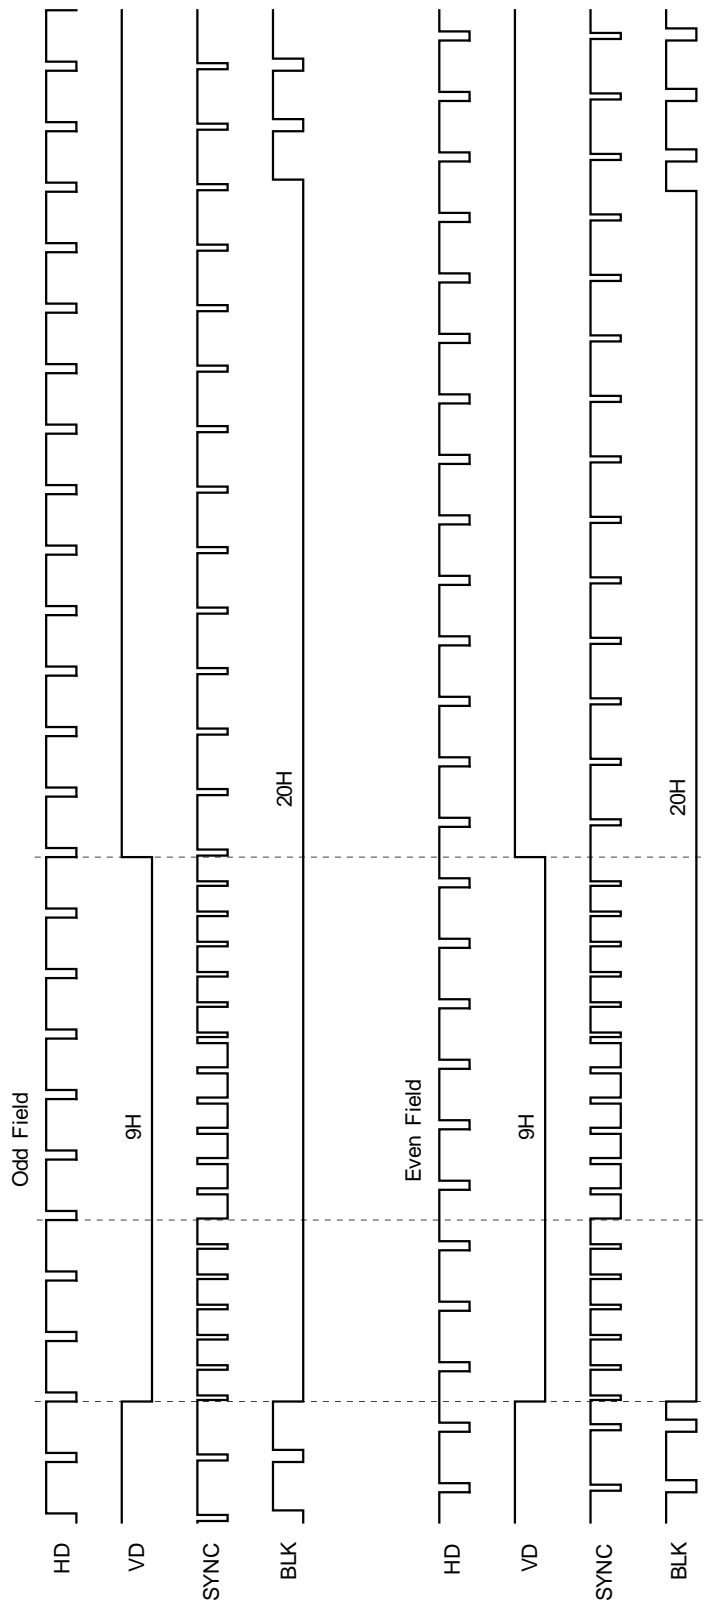 Odd Field
HD
VD
9H
SYNC
BLK
20H
Even Field
HD
VD
9H
SYNC
BLK
20H